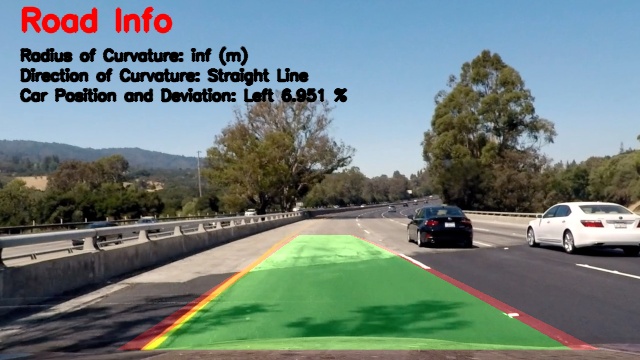 Road Info
Radius of Curvature: inf (m)
Direction of Curvature: Straight Line
Car Position and Deviation: Left 6.951 %